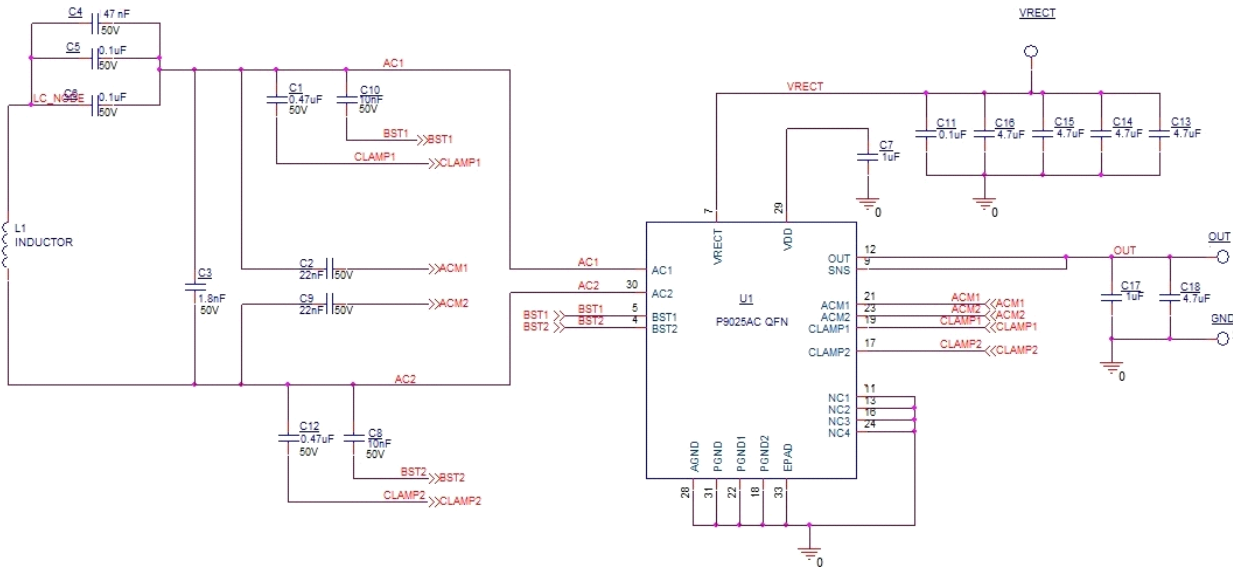 C4
47 nF
50V
C5
0.1uF
50V
LC_NODE
C6
0.1uF
50V
AC1
C1
0.47uF
50V
C10
10nF
50V
BST1
BST1
CLAMP1
CLAMP1
L1
INDUCTOR
C3
1.8nF
50V
C2
22nF
50V
ACM1
C9
22nF
50V
ACM2
AC2
C12
0.47uF
50V
C8
10nF
50V
BST2
BST2
CLAMP2
CLAMP2
VRECT
VRECT
C11
0.1uF
C16
4.7uF
C15
4.7uF
C14
4.7uF
C13
4.7uF
0
C7
1uF
0
7
29
VRECT
VDD
AC1
AC1
AC2
30
AC2
BST1
BST1
5
BST1
BST2
BST2
4
BST2
U1
P9025AC QFN
OUT
12
SNS
9
OUT
OUT
C17
1uF
C18
4.7uF
GND
0
ACM1
21
ACM1
ACM1
ACM2
23
ACM2
ACM2
CLAMP1
19
CLAMP1
CLAMP1
CLAMP2
17
CLAMP2
CLAMP2
NC1
11
NC2
13
NC3
16
NC4
24
AGND
PGND
PGND1
PGND2
EPAD
28
31
22
18
33
0